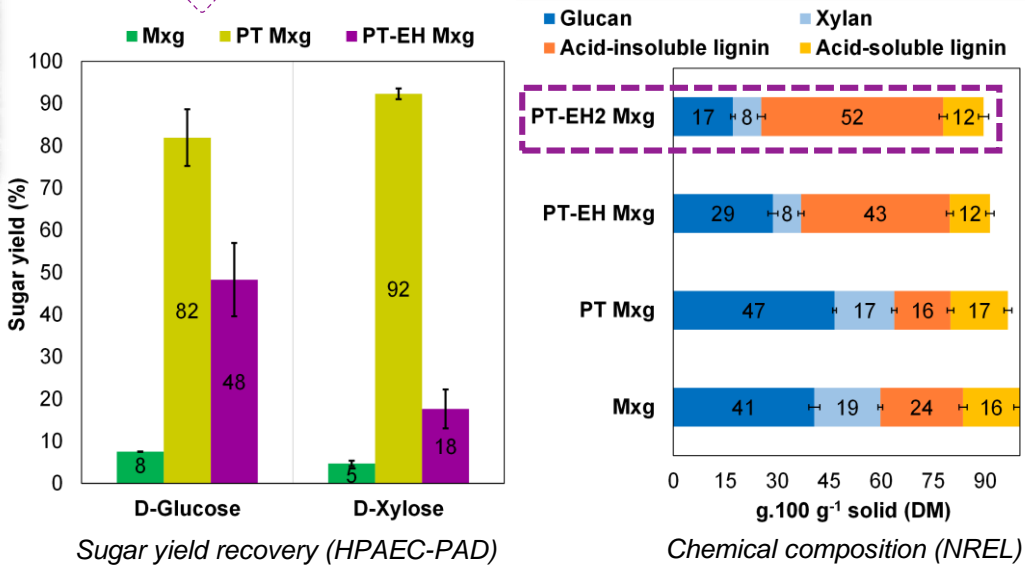 Mxg PT Mxg PT-EH Mxg
100
90
80
70
60
50
40
30
20
10
0
Sugar yield (%)
8
82
48
5
92
18
D-Glucose D-Xylose
Sugar yield recovery (HPAEC-PAD)
Glucan Xylan
Acid-insoluble lignin Acid-soluble lignin
PT-EH2 Mxg 17 8 52 12
PT-EH Mxg 29 8 43 12
PT Mxg 47 17 16 17
Mxg 41 19 24 16
0 15 30 45 60 75 90
g.100 g⁻¹ solid (DM)
Chemical composition (NREL)